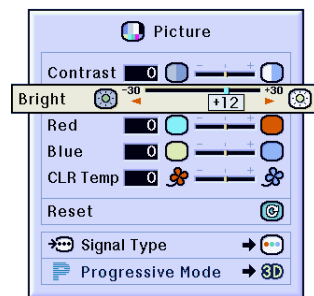 Picture
Contrast 0 - +
Bright -30 +12 +30
Red 0 - +
Blue 0 - +
CLR Temp 0 - +
Reset
Signal Type
Progressive Mode 3D